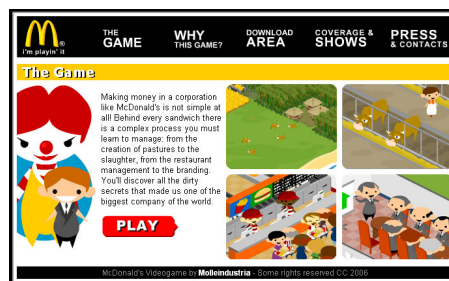 THE
GAME
WHY
THIS GAME?
DOWNLOAD
AREA
COVERAGE &
SHOWS
PRESS
& CONTACTS
i'm playin' it
The Game
Making money in a corporation
like McDonald's is not simple at
all! Behind every sandwich there
is a complex process you must
learn to manage: from the
creation of pastures to the
slaughter, from the restaurant
management to the branding.
You'll discover all the dirty
secrets that made us one of the
biggest company of the world.
PLAY
McDonald's Videogame by Molleindustria - Some rights reserved CC 2006